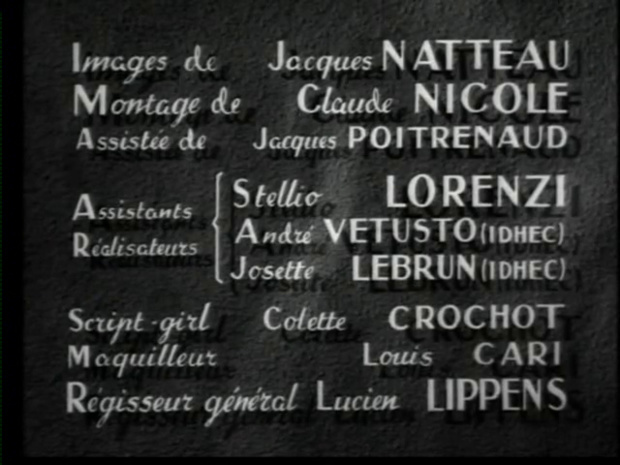 Images de Jacques NATTEAU
Montage de Claude NICOLE
Assistée de Jacques POITRENAUD
Assistants Réalisateurs
Stellio LORENZI
André VETUSTO (IDHEC)
Josette LEBRUN (IDHEC)
Script-girl Colette CROCHOT
Maquilleur Louis CARI
Régisseur général Lucien LIPPENS